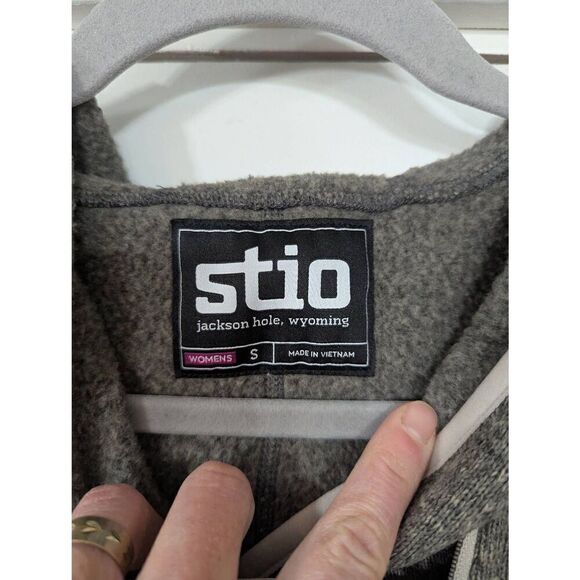 stio
jackson hole, wyoming
WOMENS S MADE IN VIETNAM